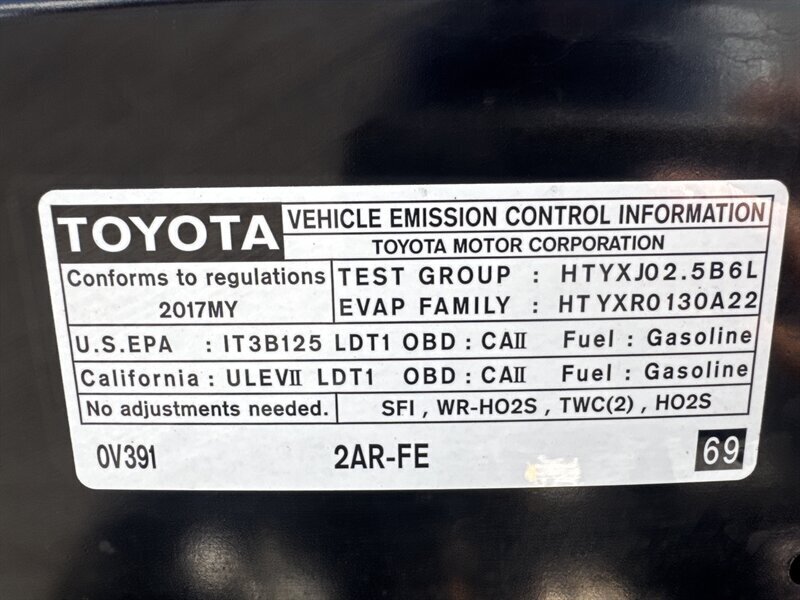 TOYOTA VEHICLE EMISSION CONTROL INFORMATION
TOYOTA MOTOR CORPORATION
Conforms to regulations TEST GROUP : HTYXJ02.5B6L
2017MY EVAP FAMILY : HTYXR0130A22
U.S.EPA : IT3B125 LDT1 OBD : CAII Fuel : Gasoline
California : ULEVII LDT1 OBD : CAII Fuel : Gasoline
No adjustments needed. SFI , WR-HO2S , TWC(2) , HO2S
0V391 2AR-FE 69